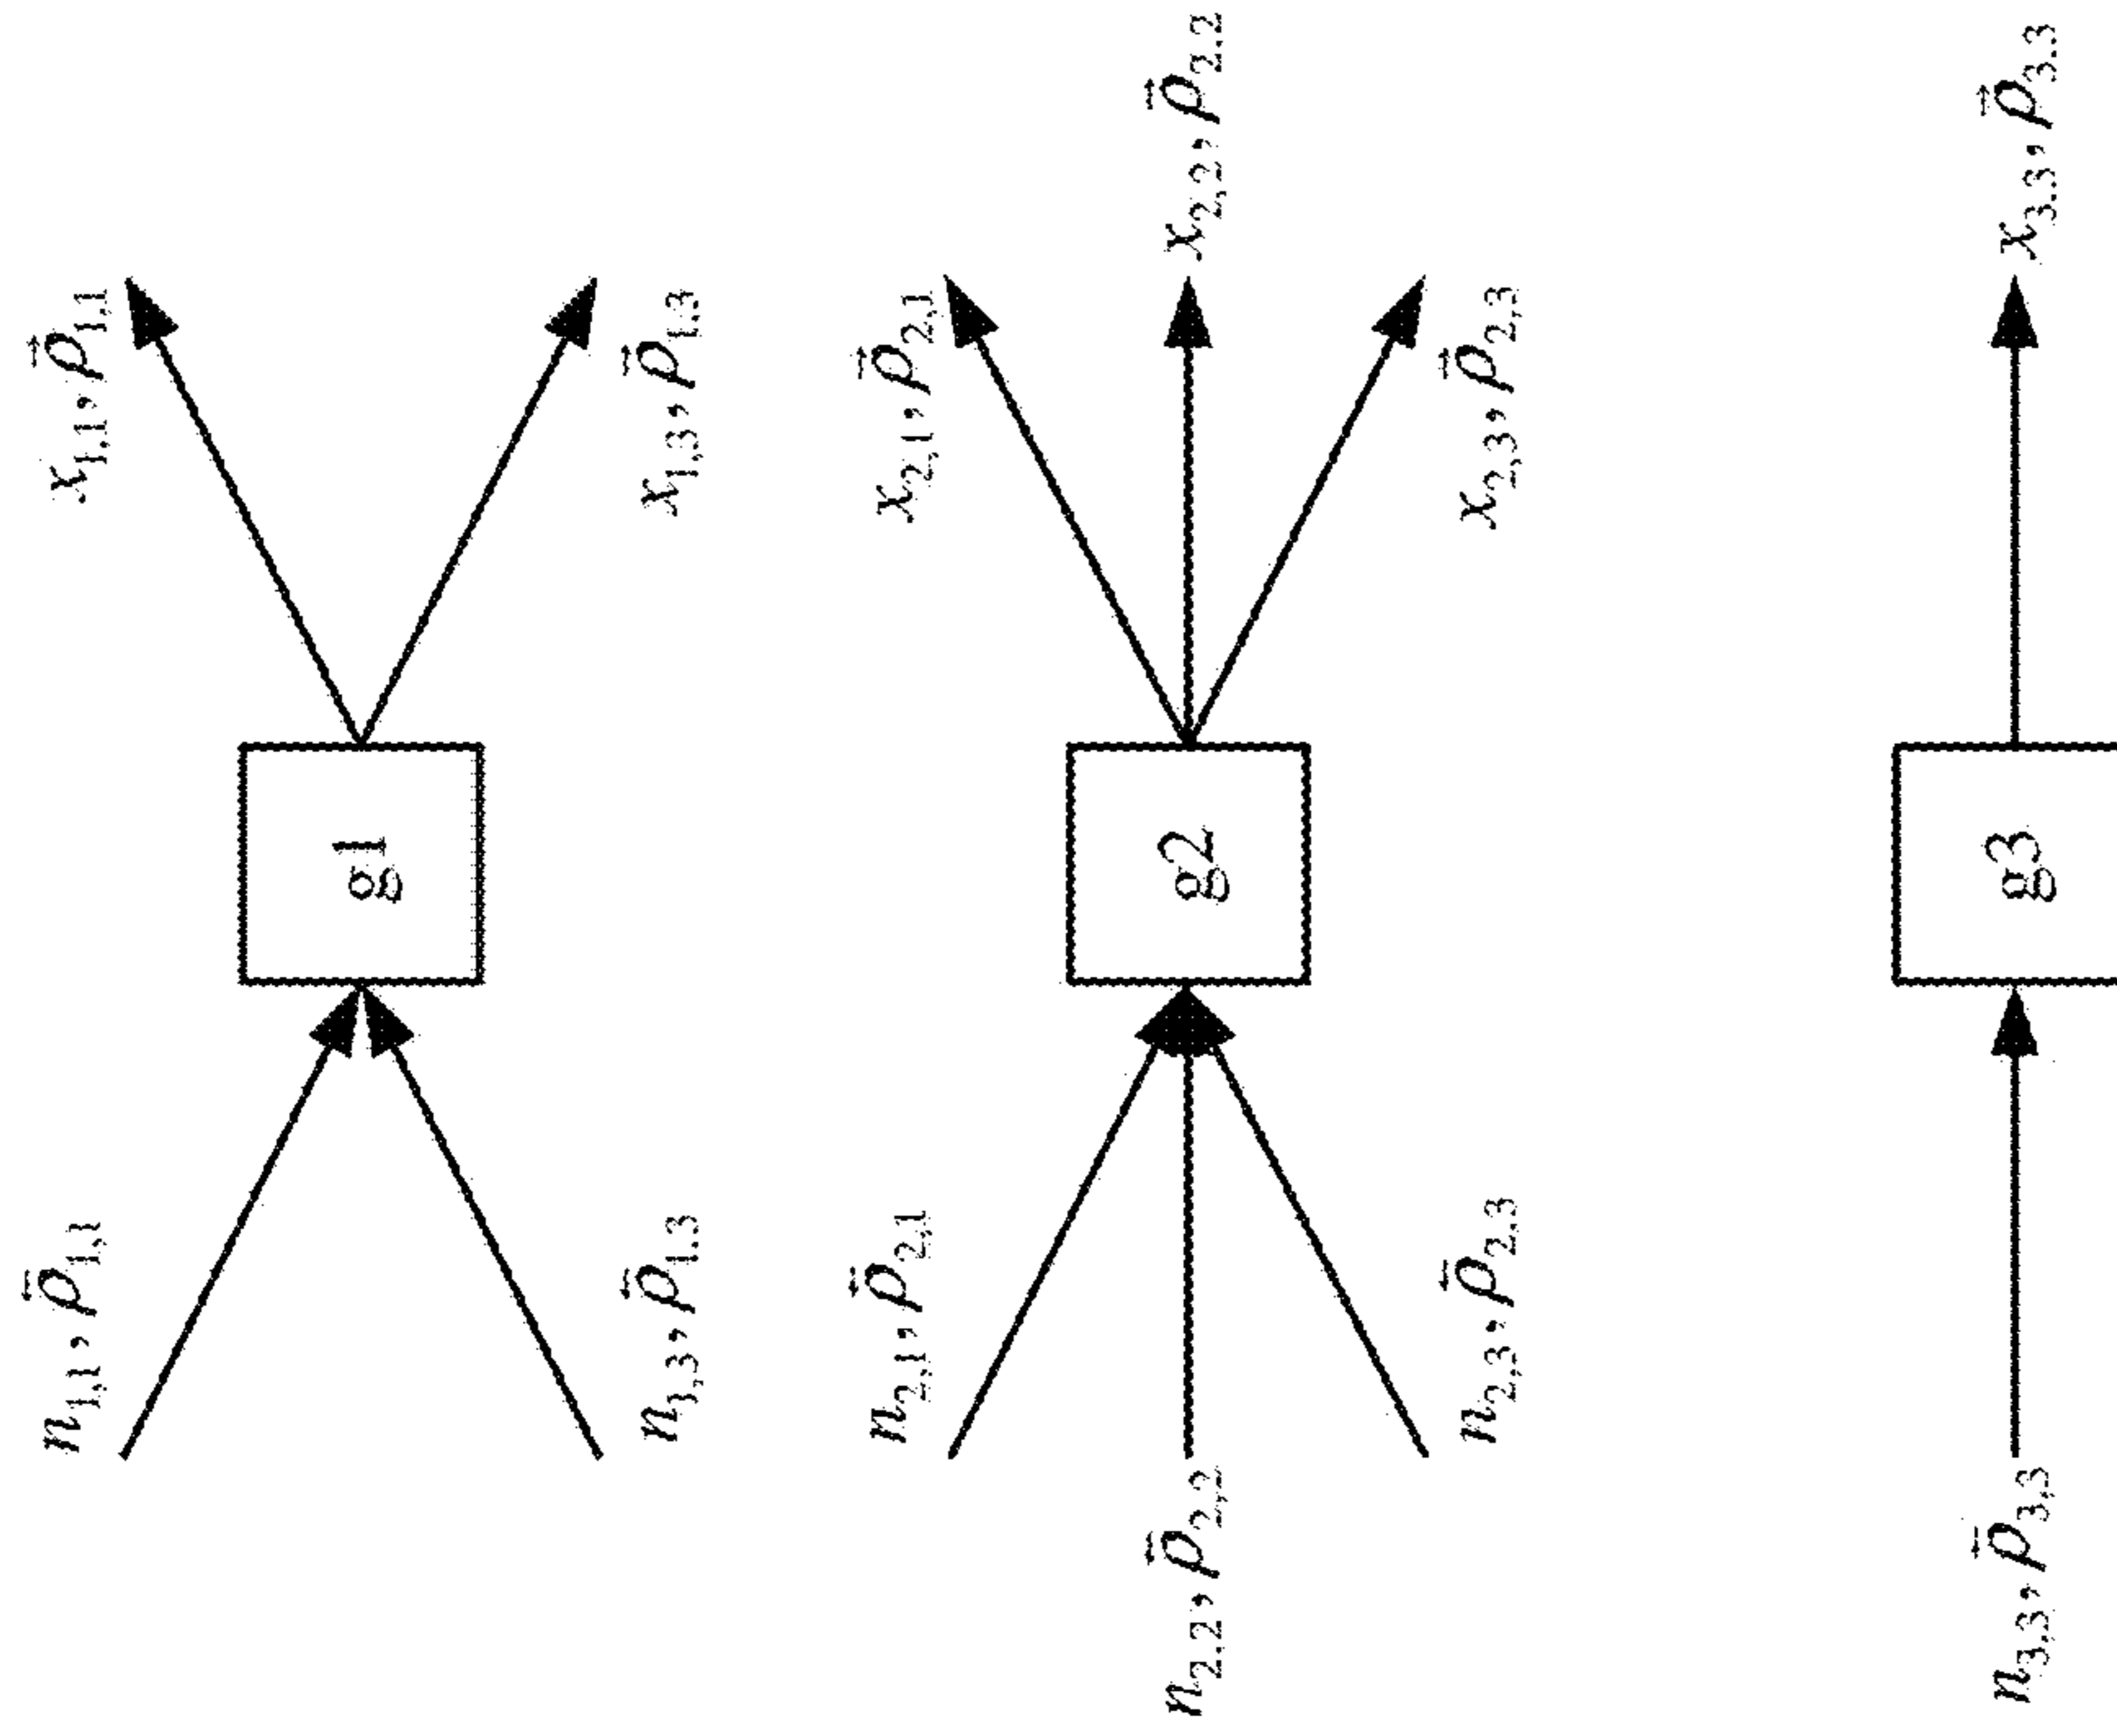 n₁,₁, ρ⃖₁,₁
x₁,₁, ρ⃗₁,₁
g1
n₁,₃, ρ⃖₁,₃
x₁,₃, ρ⃗₁,₃
n₂,₁, ρ⃖₂,₁
x₂,₁, ρ⃗₂,₁
n₂,₂, ρ⃖₂,₂
g2
x₂,₂, ρ⃗₂,₂
n₂,₃, ρ⃖₂,₃
x₂,₃, ρ⃗₂,₃
n₃,₃, ρ⃖₃,₃
g3
x₃,₃, ρ⃗₃,₃